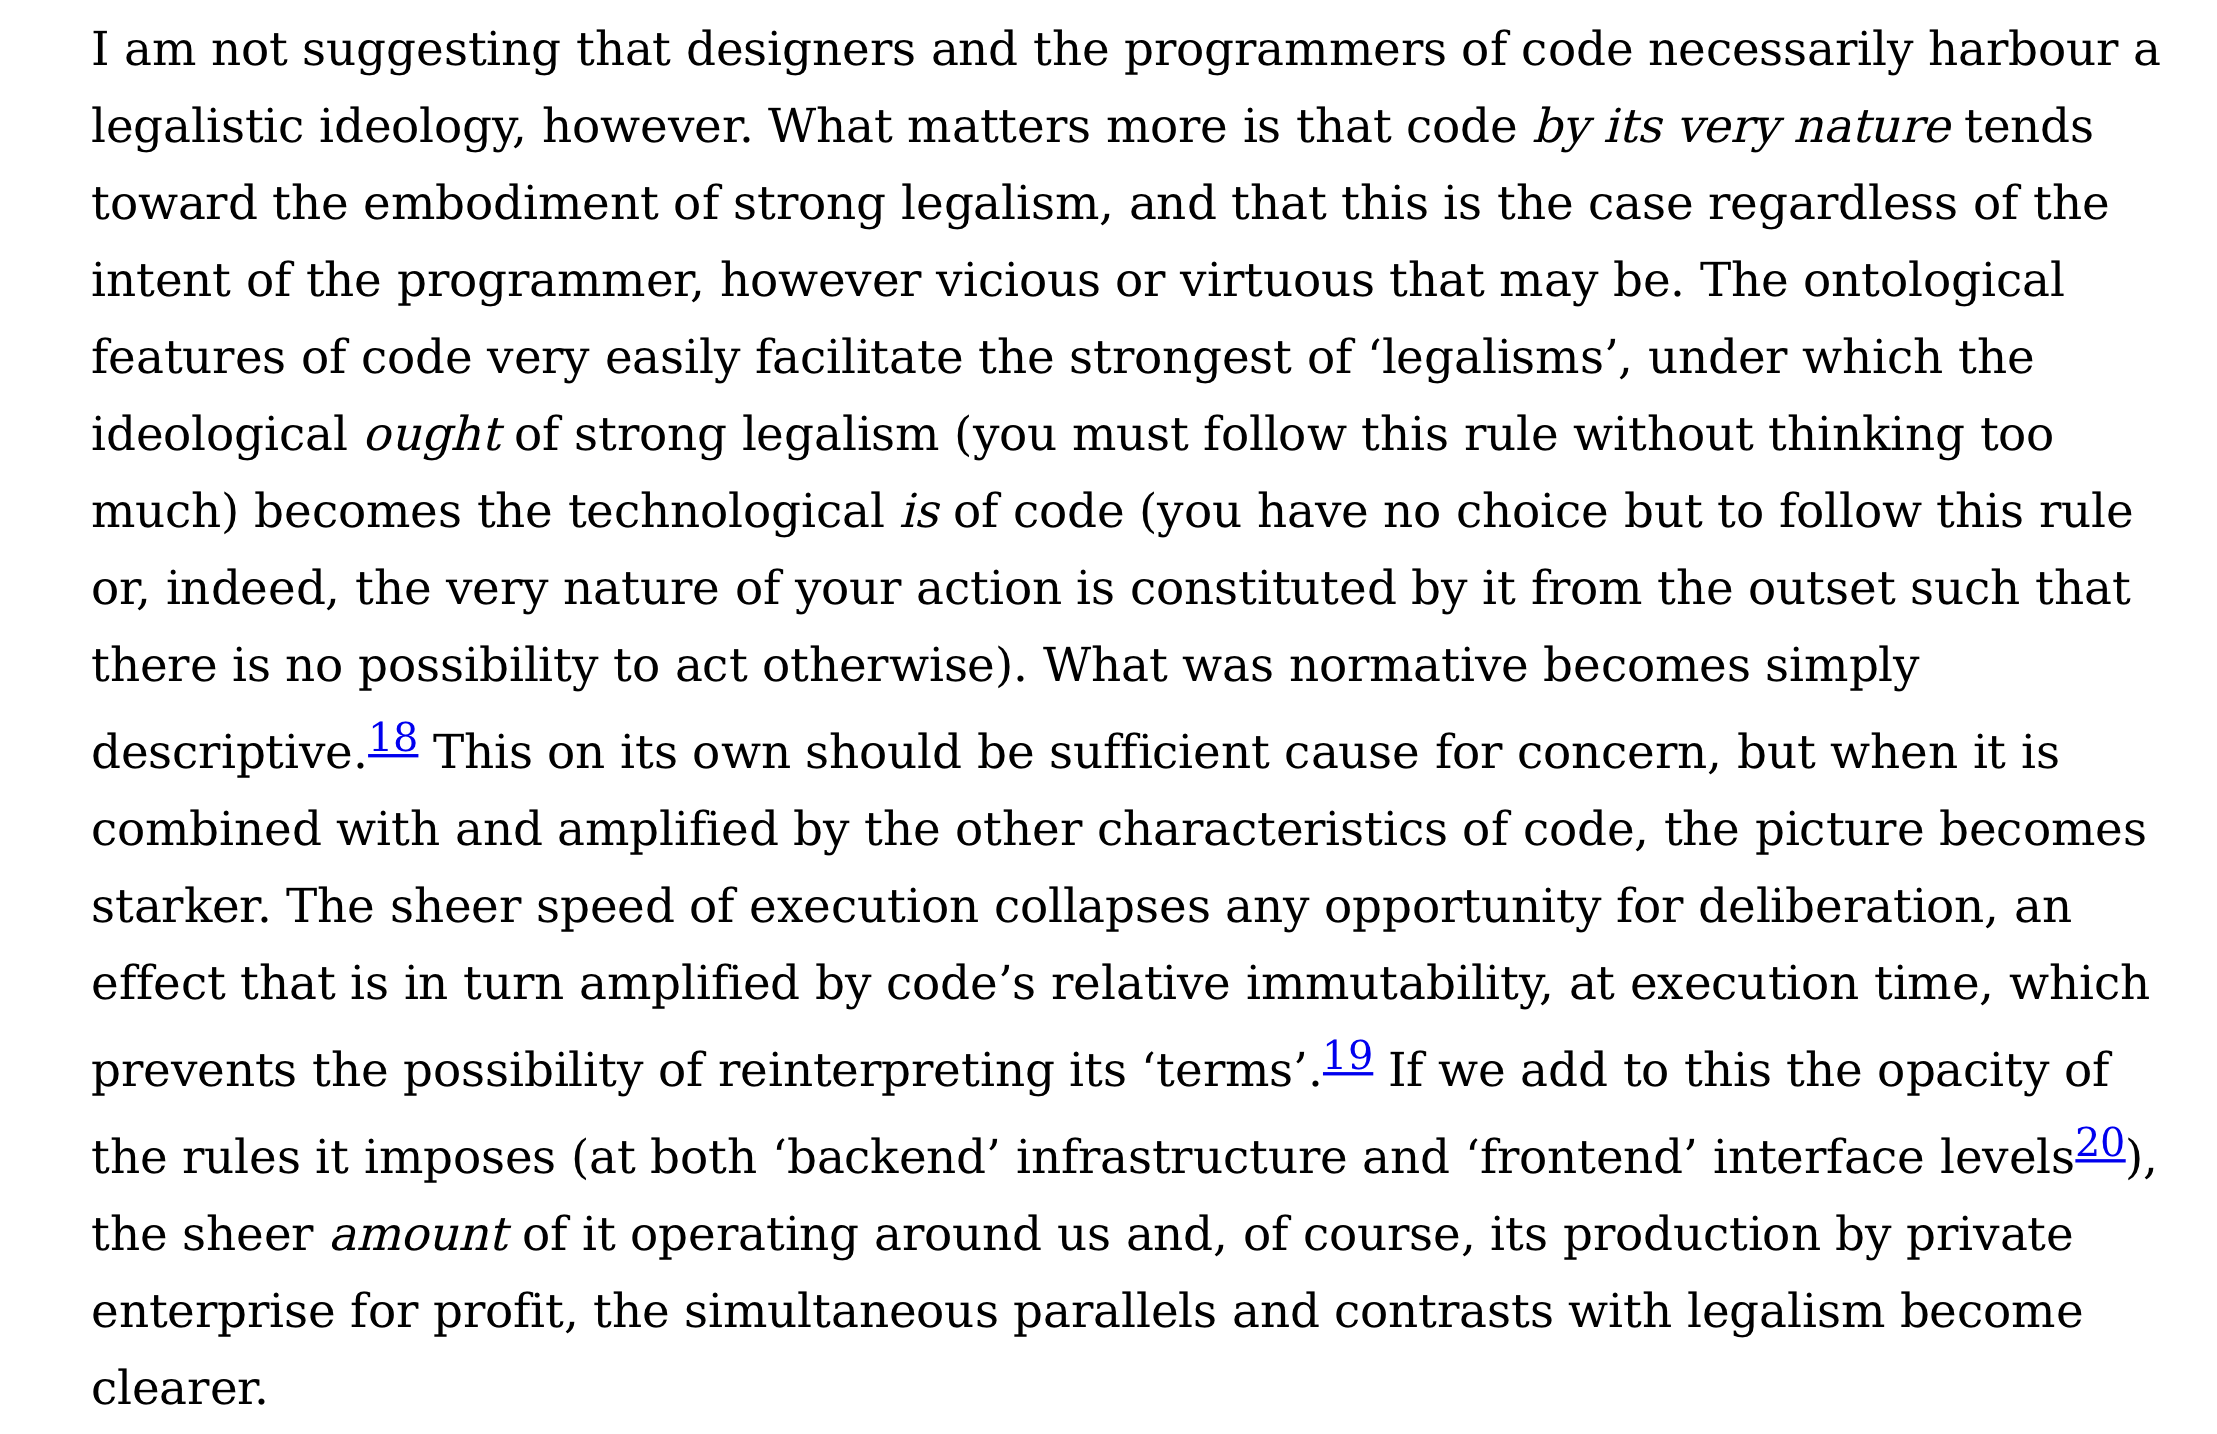 I am not suggesting that designers and the programmers of code necessarily harbour a
legalistic ideology, however. What matters more is that code by its very nature tends
toward the embodiment of strong legalism, and that this is the case regardless of the
intent of the programmer, however vicious or virtuous that may be. The ontological
features of code very easily facilitate the strongest of ‘legalisms’, under which the
ideological ought of strong legalism (you must follow this rule without thinking too
much) becomes the technological is of code (you have no choice but to follow this rule
or, indeed, the very nature of your action is constituted by it from the outset such that
there is no possibility to act otherwise). What was normative becomes simply
descriptive.18 This on its own should be sufficient cause for concern, but when it is
combined with and amplified by the other characteristics of code, the picture becomes
starker. The sheer speed of execution collapses any opportunity for deliberation, an
effect that is in turn amplified by code’s relative immutability, at execution time, which
prevents the possibility of reinterpreting its ‘terms’.19 If we add to this the opacity of
the rules it imposes (at both ‘backend’ infrastructure and ‘frontend’ interface levels20),
the sheer amount of it operating around us and, of course, its production by private
enterprise for profit, the simultaneous parallels and contrasts with legalism become
clearer.